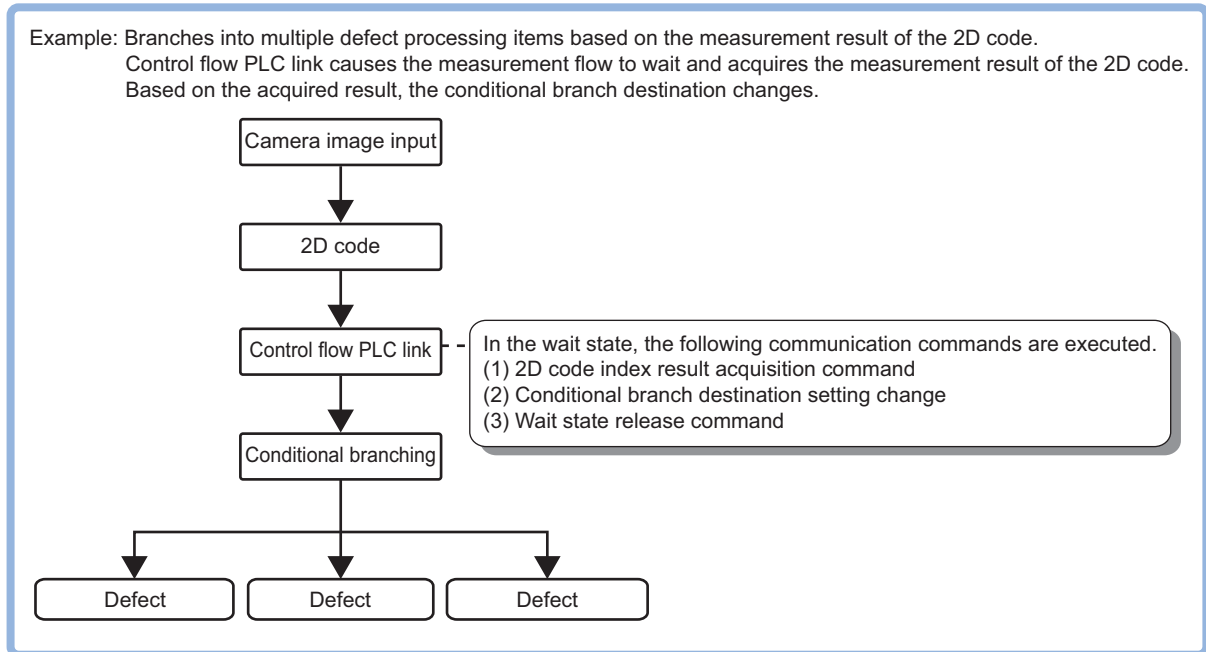 Example: Branches into multiple defect processing items based on the measurement result of the 2D code.
Control flow PLC link causes the measurement flow to wait and acquires the measurement result of the 2D code.
Based on the acquired result, the conditional branch destination changes.
Camera image input
2D code
Control flow PLC link
In the wait state, the following communication commands are executed.
(1) 2D code index result acquisition command
(2) Conditional branch destination setting change
(3) Wait state release command
Conditional branching
Defect
Defect
Defect